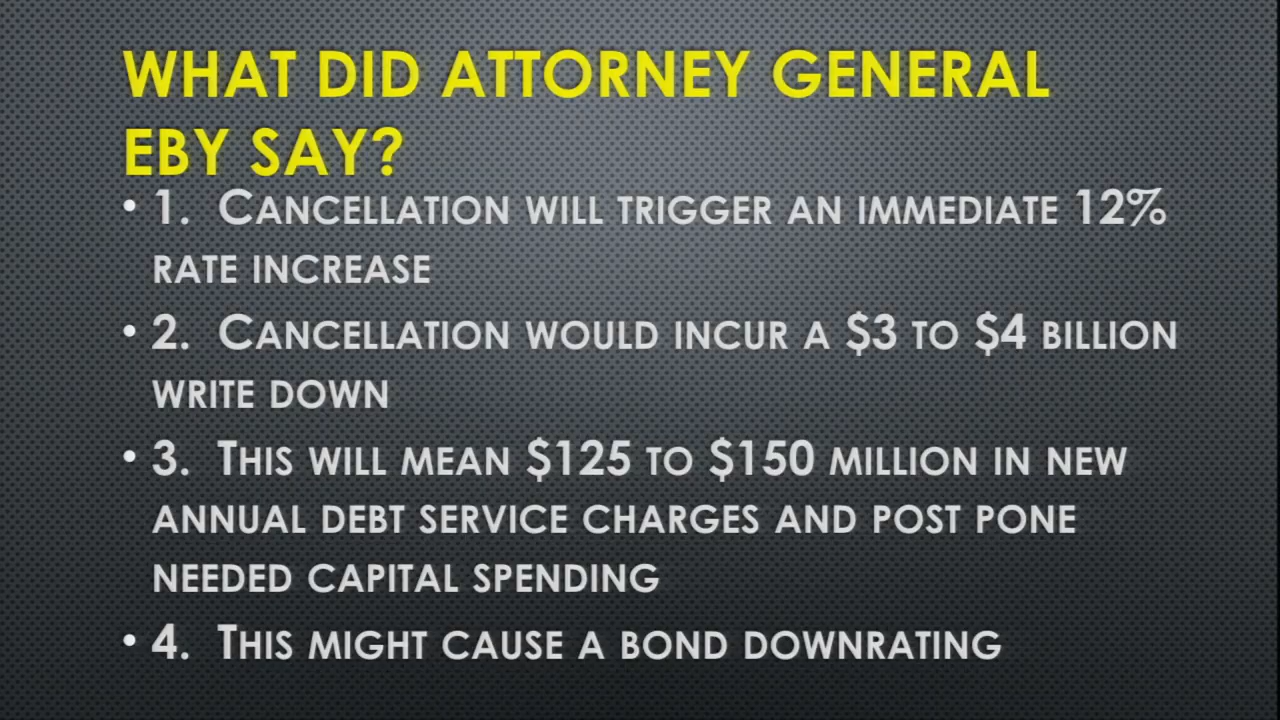 WHAT DID ATTORNEY GENERAL
EBY SAY?
• 1. CANCELLATION WILL TRIGGER AN IMMEDIATE 12%
RATE INCREASE
• 2. CANCELLATION WOULD INCUR A $3 TO $4 BILLION
WRITE DOWN
• 3. THIS WILL MEAN $125 TO $150 MILLION IN NEW
ANNUAL DEBT SERVICE CHARGES AND POST PONE
NEEDED CAPITAL SPENDING
• 4. THIS MIGHT CAUSE A BOND DOWNRATING